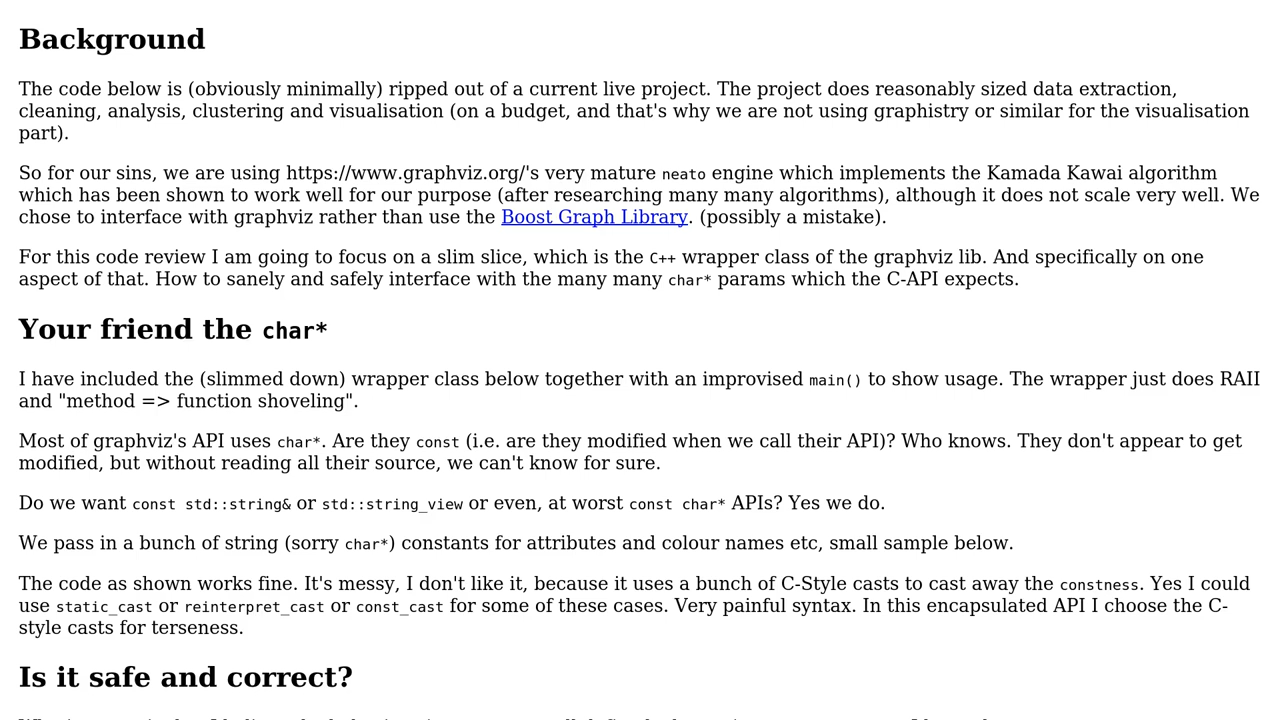 Background
The code below is (obviously minimally) ripped out of a current live project. The project does reasonably sized data extraction,
cleaning, analysis, clustering and visualisation (on a budget, and that's why we are not using graphistry or similar for the visualisation
part).
So for our sins, we are using https://www.graphviz.org/'s very mature neato engine which implements the Kamada Kawai algorithm
which has been shown to work well for our purpose (after researching many many algorithms), although it does not scale very well. We
chose to interface with graphviz rather than use the Boost Graph Library. (possibly a mistake).
For this code review I am going to focus on a slim slice, which is the C++ wrapper class of the graphviz lib. And specifically on one
aspect of that. How to sanely and safely interface with the many many char* params which the C-API expects.
Your friend the char*
I have included the (slimmed down) wrapper class below together with an improvised main() to show usage. The wrapper just does RAII
and "method => function shoveling".
Most of graphviz's API uses char*. Are they const (i.e. are they modified when we call their API)? Who knows. They don't appear to get
modified, but without reading all their source, we can't know for sure.
Do we want const std::string& or std::string_view or even, at worst const char* APIs? Yes we do.
We pass in a bunch of string (sorry char*) constants for attributes and colour names etc, small sample below.
The code as shown works fine. It's messy, I don't like it, because it uses a bunch of C-Style casts to cast away the constness. Yes I could
use static_cast or reinterpret_cast or const_cast for some of these cases. Very painful syntax. In this encapsulated API I choose the C-
style casts for terseness.
Is it safe and correct?